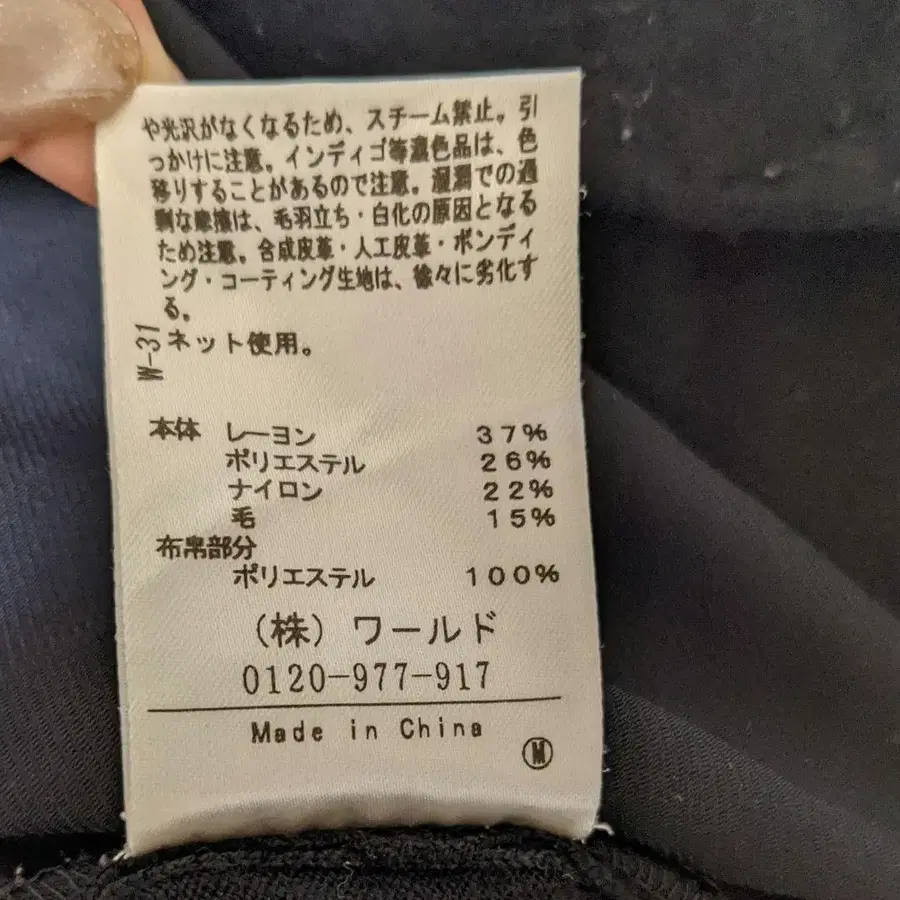 や光沢がなくなるため、スチーム禁止。引
っかけに注意。インディゴ等濃色品は、色
移りすることがあるので注意。湿潤での過
剰な摩擦は、毛羽立ち・白化の原因となる
ため注意。合成皮革・人工皮革・ボンディ
ング・コーティング生地は、徐々に劣化す
る。
W-31
ネット使用。
本体 レーヨン 37%
ポリエステル 26%
ナイロン 22%
毛 15%
布帛部分
ポリエステル 100%
(株) ワールド
0120-977-917
Made in China
M